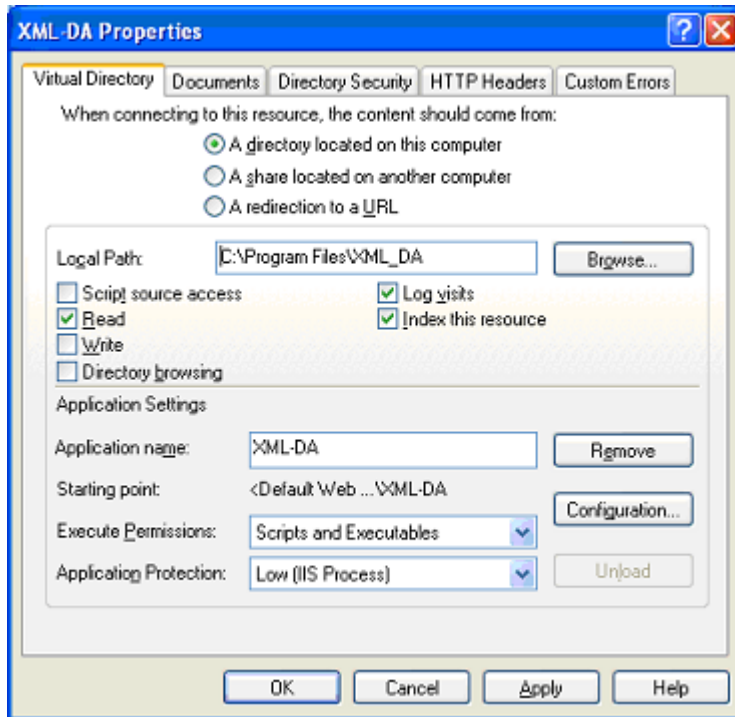 XML-DA Properties
Virtual Directory Documents Directory Security HTTP Headers Custom Errors
When connecting to this resource, the content should come from:
A directory located on this computer
A share located on another computer
A redirection to a URL
Local Path: C:\Program Files\XML_DA Browse...
Script source access Log visits
Read Index this resource
Write
Directory browsing
Application Settings
Application name: XML-DA Remove
Starting point: <Default Web ...\XML-DA
Configuration...
Execute Permissions: Scripts and Executables
Application Protection: Low (IIS Process) Unload
OK Cancel Apply Help